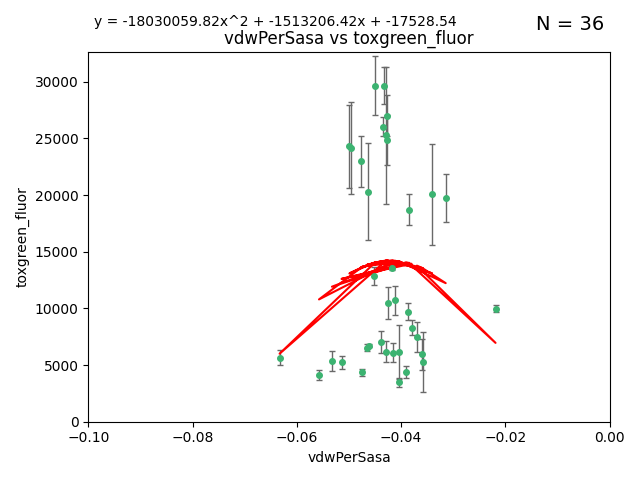 y = -18030059.82x^2 + -1513206.42x + -17528.54
N = 36
vdwPerSasa vs toxgreen_fluor
30000
25000
20000
15000
10000
5000
0
toxgreen_fluor
−0.10
−0.08
−0.06
−0.04
−0.02
0.00
vdwPerSasa